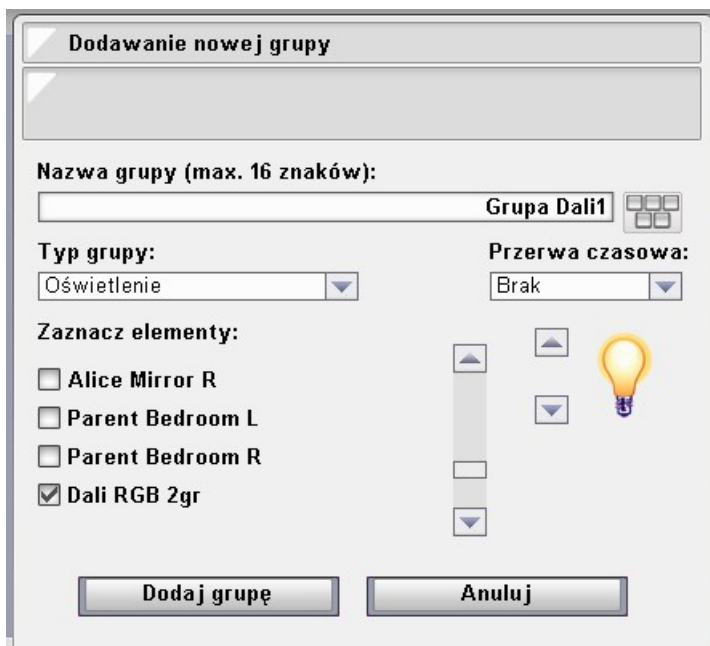 Dodawanie nowej grupy
Nazwa grupy (max. 16 znaków):
Grupa Dali1
Typ grupy: Przerwa czasowa:
Oświetlenie Brak
Zaznacz elementy:
Alice Mirror R
Parent Bedroom L
Parent Bedroom R
Dali RGB 2gr
Dodaj grupę Anuluj